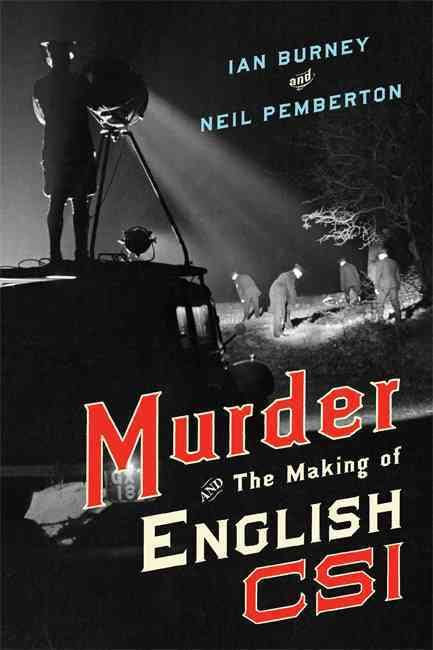 IAN BURNEY
and
NEIL PEMBERTON
Murder
AND The Making of
ENGLISH
CSI